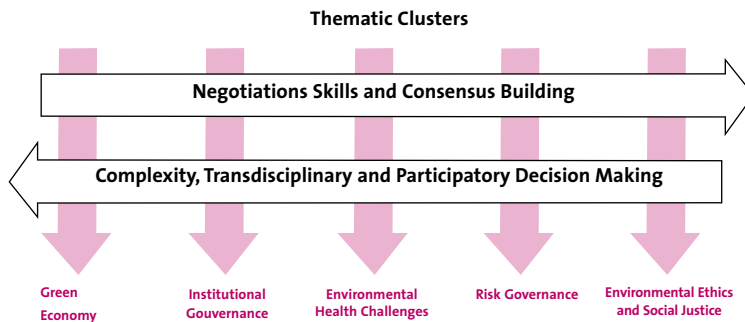 Thematic Clusters
Negotiations Skills and Consensus Building
Complexity, Transdisciplinary and Participatory Decision Making
Green
Economy
Institutional
Gouvernance
Environmental
Health Challenges
Risk Governance
Environmental Ethics
and Social Justice